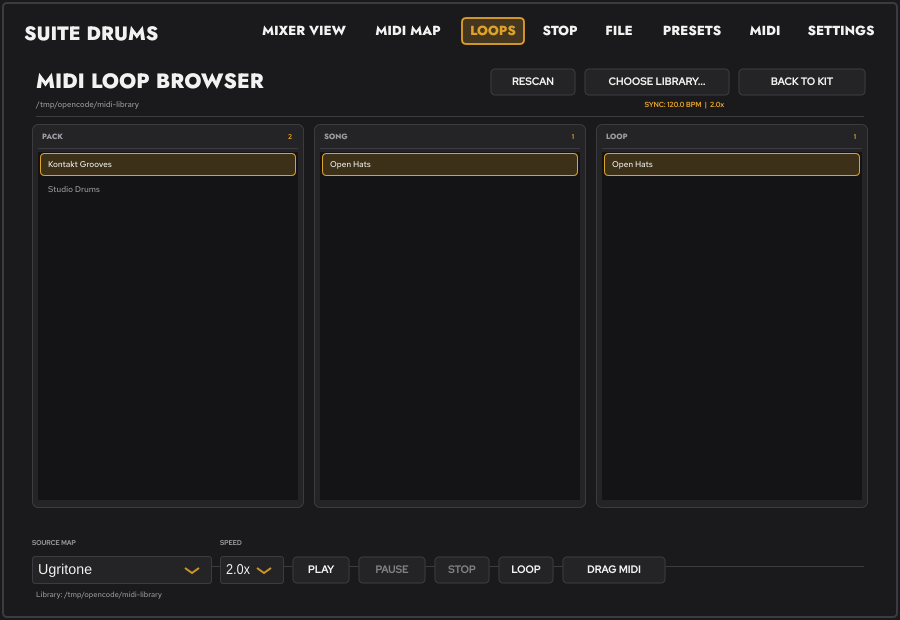 SUITE DRUMS
MIXER VIEW MIDI MAP LOOPS STOP FILE PRESETS MIDI SETTINGS
MIDI LOOP BROWSER
RESCAN CHOOSE LIBRARY... BACK TO KIT
/tmp/opencode/midi-library
SYNC: 120.0 BPM | 2.0x
PACK 2 SONG 1 LOOP 1
Kontakt Grooves Open Hats Open Hats
Studio Drums
SOURCE MAP SPEED
Ugritone 2.0x PLAY PAUSE STOP LOOP DRAG MIDI
Library: /tmp/opencode/midi-library